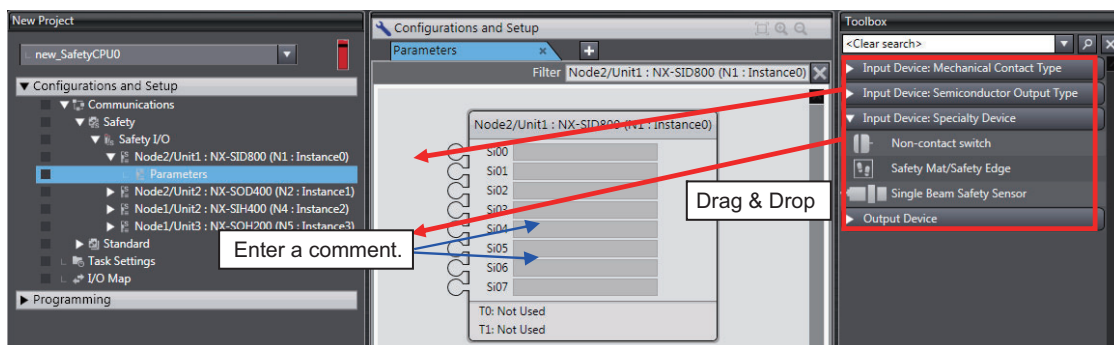 New Project
new_SafetyCPU0
Configurations and Setup
Communications
Safety
Safety I/O
Node2/Unit1 : NX-SID800 (N1 : Instance0)
Parameters
Node2/Unit2 : NX-SOD400 (N2 : Instance1)
Node1/Unit2 : NX-SIH400 (N4 : Instance2)
Node1/Unit3 : NX-SOH200 (N5 : Instance3)
Standard
Task Settings
I/O Map
Programming
Enter a comment.
Configurations and Setup
Parameters
Filter Node2/Unit1 : NX-SID800 (N1 : Instance0)
Node2/Unit1 : NX-SID800 (N1 : Instance0)
Si00
Si01
Si02
Si03
Si04
Si05
Si06
Si07
T0: Not Used
T1: Not Used
Drag & Drop
Toolbox
<Clear search>
Input Device: Mechanical Contact Type
Input Device: Semiconductor Output Type
Input Device: Specialty Device
Non-contact switch
Safety Mat/Safety Edge
Single Beam Safety Sensor
Output Device